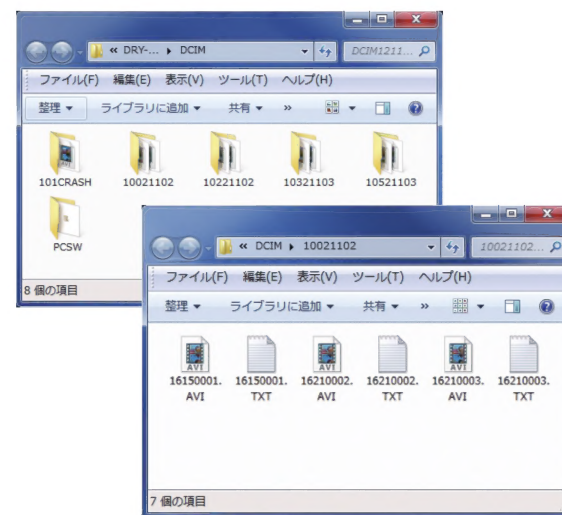 « DRY-... ▸ DCIM
DCIM1211...
ファイル(F) 編集(E) 表示(V) ツール(T) ヘルプ(H)
整理 ▼ ライブラリに追加 ▼ 共有 ▼ »
101CRASH 10021102 10221102 10321103 10521103
PCSW
8 個の項目
« DCIM ▸ 10021102
10021102...
ファイル(F) 編集(E) 表示(V) ツール(T) ヘルプ(H)
整理 ▼ ライブラリに追加 ▼ 共有 ▼ »
16150001.AVI 16150001.TXT 16210002.AVI 16210002.TXT 16210003.AVI 16210003.TXT
7 個の項目